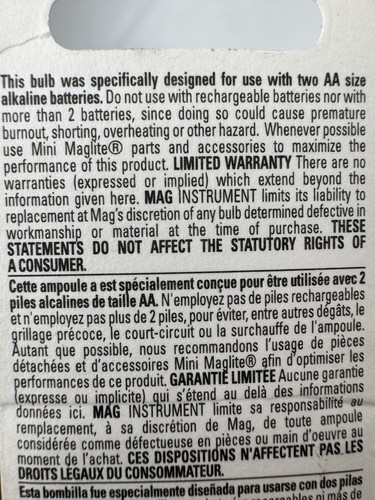 This bulb was specifically designed for use with two AA size
alkaline batteries. Do not use with rechargeable batteries nor with
more than 2 batteries, since doing so could cause premature
burnout, shorting, overheating or other hazard. Whenever possible
use Mini Maglite® parts and accessories to maximize the
performance of this product. LIMITED WARRANTY There are no
warranties (expressed or implied) which extend beyond the
information given here. MAG INSTRUMENT limits its liability to
replacement at Mag's discretion of any bulb determined defective in
workmanship or material at the time of purchase. THESE
STATEMENTS DO NOT AFFECT THE STATUTORY RIGHTS OF
A CONSUMER.
Cette ampoule a été spécialement conçue pour être utilisée avec 2
piles alcalines de taille AA. N'employez pas de piles rechargeables
et n'employez pas plus de 2 piles, pour éviter, entre autres dégâts, le
grillage précoce, le court-circuit ou la surchauffe de l'ampoule.
Autant que possible, nous recommandons l'usage de pièces
détachées et d'accessoires Mini Maglite® afin d'optimiser les
performances de ce produit. GARANTIE LIMITEE Aucune garantie
(expresse ou implicite) qui s'étend au delà des informations
données ici. MAG INSTRUMENT limite sa responsabilité au
remplacement, à sa discrétion de Mag, de toute ampoule
considérée comme défectueuse en pièces ou main d'oeuvre au
moment de l'achat. CES DISPOSITIONS N'AFFECTENT PAS LES
DROITS LEGAUX DU CONSOMMATEUR.
Esta bombilla fue especialmente diseñada para usarse con dos pilas